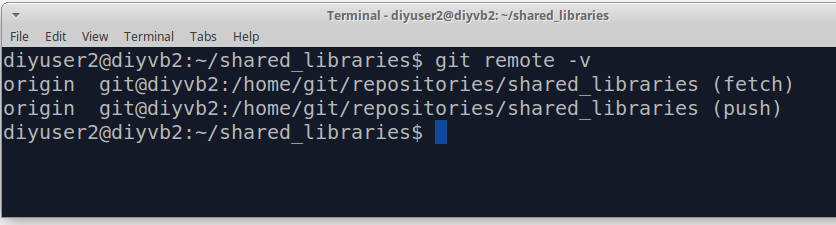 Terminal - diyuser2@diyvb2: ~/shared_libraries
File Edit View Terminal Tabs Help
diyuser2@diyvb2:~/shared_libraries$ git remote -v
origin  git@diyvb2:/home/git/repositories/shared_libraries (fetch)
origin  git@diyvb2:/home/git/repositories/shared_libraries (push)
diyuser2@diyvb2:~/shared_libraries$